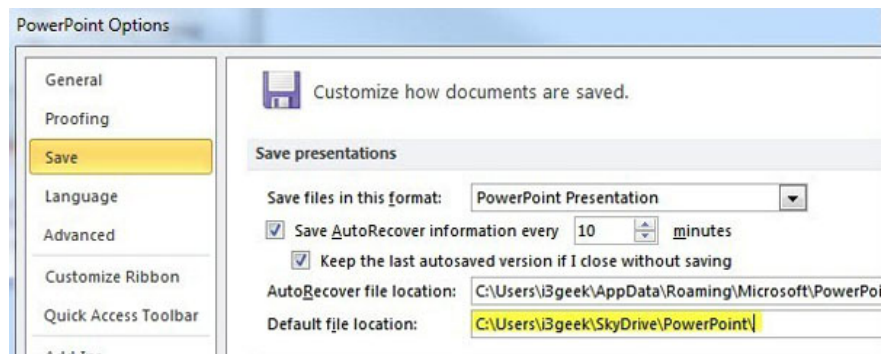 PowerPoint Options
General
Proofing
Save
Language
Advanced
Customize Ribbon
Quick Access Toolbar
Customize how documents are saved.
Save presentations
Save files in this format: PowerPoint Presentation
Save AutoRecover information every 10 minutes
Keep the last autosaved version if I close without saving
AutoRecover file location: C:\Users\i3geek\AppData\Roaming\Microsoft\PowerPoi
Default file location: C:\Users\i3geek\SkyDrive\PowerPoint\